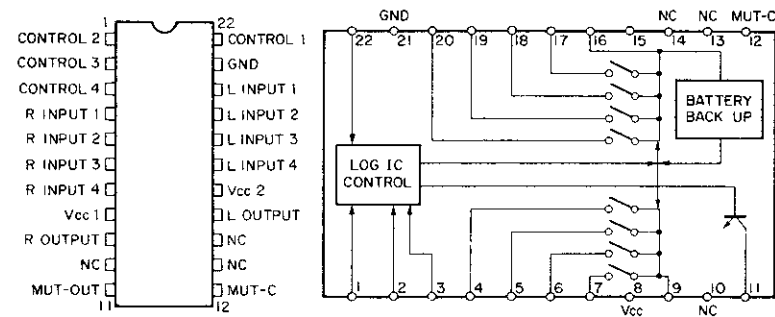 1 22
CONTROL 2 CONTROL 1
CONTROL 3 GND
CONTROL 4 L INPUT 1
R INPUT 1 L INPUT 2
R INPUT 2 L INPUT 3
R INPUT 3 L INPUT 4
R INPUT 4 Vcc 2
Vcc 1 L OUTPUT
R OUTPUT NC
NC NC
MUT-OUT MUT-C
11 12
GND NC NC MUT-C
22 21 20 19 18 17 16 15 14 13 12
BATTERY
BACK UP
LOGIC
CONTROL
1 2 3 4 5 6 7 8 9 10 11
Vcc NC